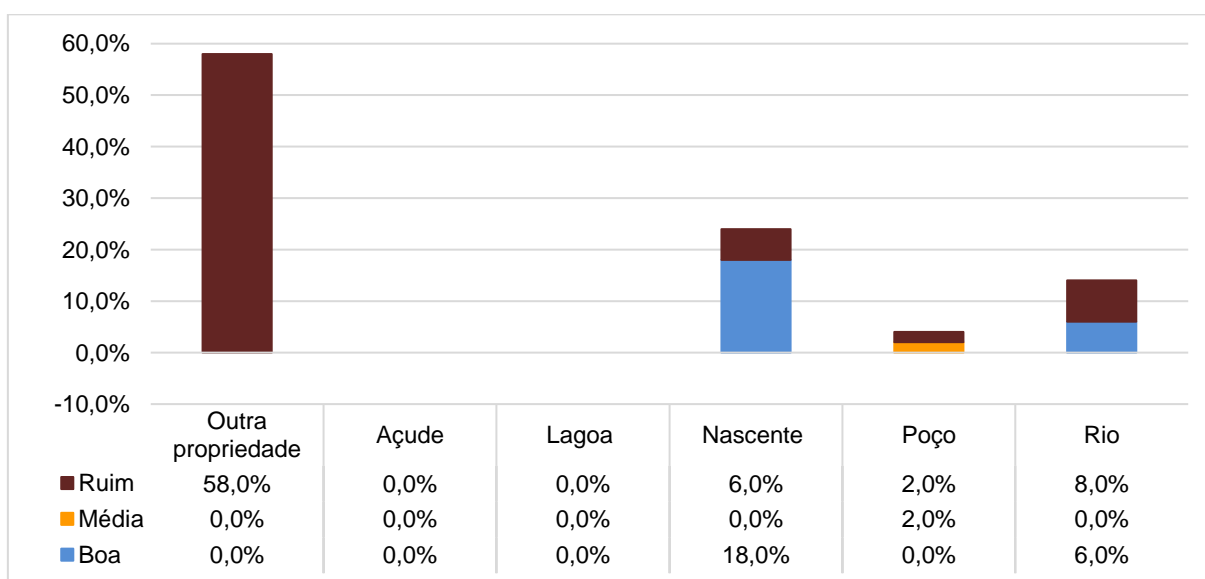 60,0%
50,0%
40,0%
30,0%
20,0%
10,0%
0,0%
-10,0%
Outra propriedade Açude Lagoa Nascente Poço Rio
Ruim 58,0% 0,0% 0,0% 6,0% 2,0% 8,0%
Média 0,0% 0,0% 0,0% 0,0% 2,0% 0,0%
Boa 0,0% 0,0% 0,0% 18,0% 0,0% 6,0%